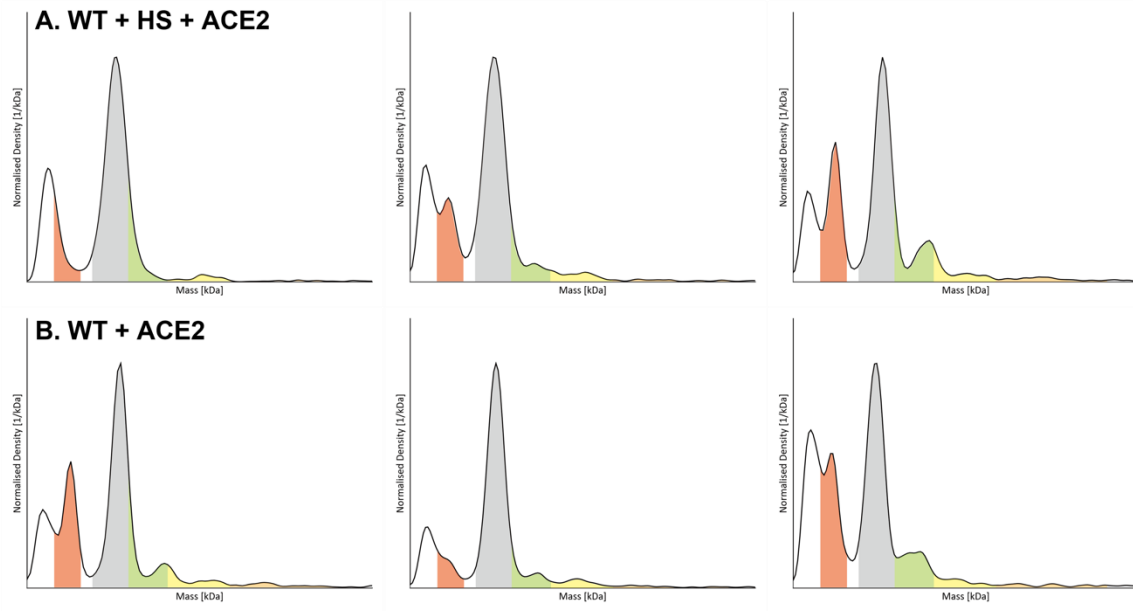 A. WT + HS + ACE2
Normalised Density [1/kDa]
Mass [kDa]
Normalised Density [1/kDa]
Mass [kDa]
Normalised Density [1/kDa]
Mass [kDa]
B. WT + ACE2
Normalised Density [1/kDa]
Mass [kDa]
Normalised Density [1/kDa]
Mass [kDa]
Normalised Density [1/kDa]
Mass [kDa]